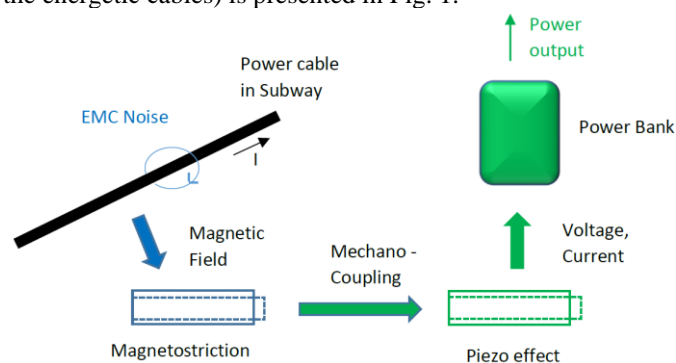 the energetic cables) is presented in Fig. 1.
Power
output
Power cable
in Subway
EMC Noise
I
Power Bank
Magnetic
Field
Mechano -
Coupling
Voltage,
Current
Magnetostriction
Piezo effect